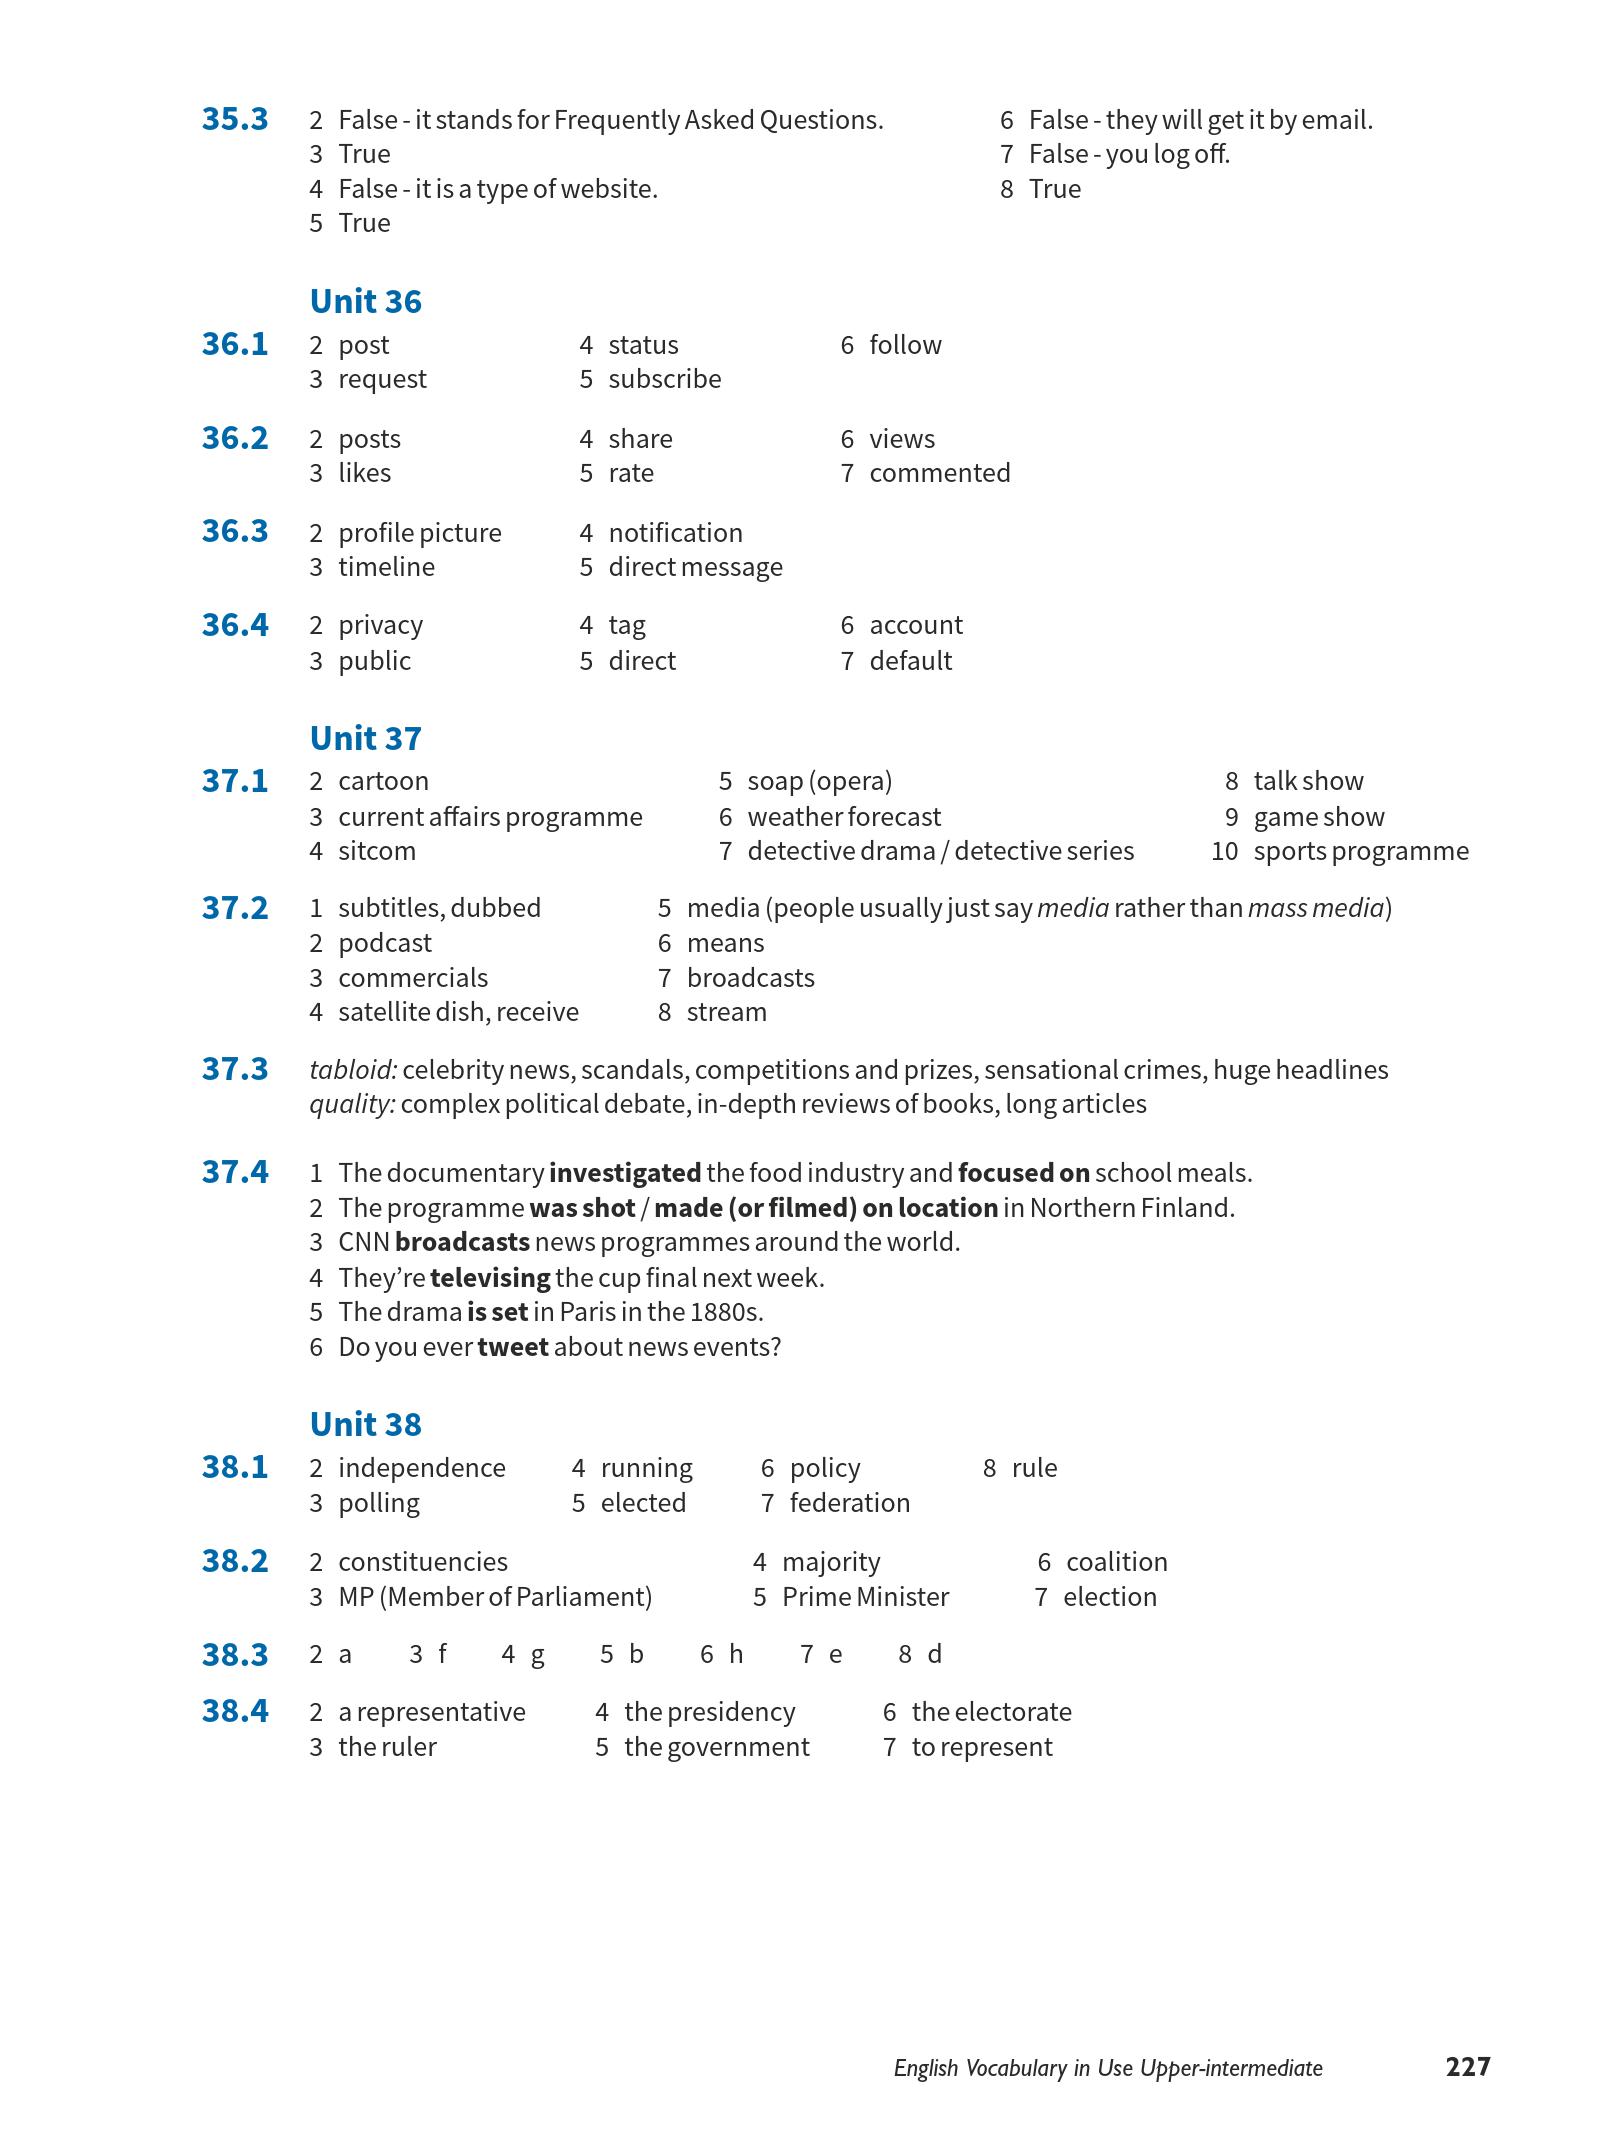 35.3 2 False - it stands for Frequently Asked Questions. 6 False - they will get it by email.
3 True 7 False - you log off.
4 False - it is a type of website. 8 True
5 True
Unit 36
36.1 2 post 4 status 6 follow
3 request 5 subscribe
36.2 2 posts 4 share 6 views
3 likes 5 rate 7 commented
36.3 2 profile picture 4 notification
3 timeline 5 direct message
36.4 2 privacy 4 tag 6 account
3 public 5 direct 7 default
Unit 37
37.1 2 cartoon 5 soap (opera) 8 talk show
3 current affairs programme 6 weather forecast 9 game show
4 sitcom 7 detective drama / detective series 10 sports programme
37.2 1 subtitles, dubbed 5 media (people usually just say media rather than mass media)
2 podcast 6 means
3 commercials 7 broadcasts
4 satellite dish, receive 8 stream
37.3 tabloid: celebrity news, scandals, competitions and prizes, sensational crimes, huge headlines
quality: complex political debate, in-depth reviews of books, long articles
37.4 1 The documentary investigated the food industry and focused on school meals.
2 The programme was shot / made (or filmed) on location in Northern Finland.
3 CNN broadcasts news programmes around the world.
4 They’re televising the cup final next week.
5 The drama is set in Paris in the 1880s.
6 Do you ever tweet about news events?
Unit 38
38.1 2 independence 4 running 6 policy 8 rule
3 polling 5 elected 7 federation
38.2 2 constituencies 4 majority 6 coalition
3 MP (Member of Parliament) 5 Prime Minister 7 election
38.3 2 a 3 f 4 g 5 b 6 h 7 e 8 d
38.4 2 a representative 4 the presidency 6 the electorate
3 the ruler 5 the government 7 to represent
English Vocabulary in Use Upper-intermediate 227